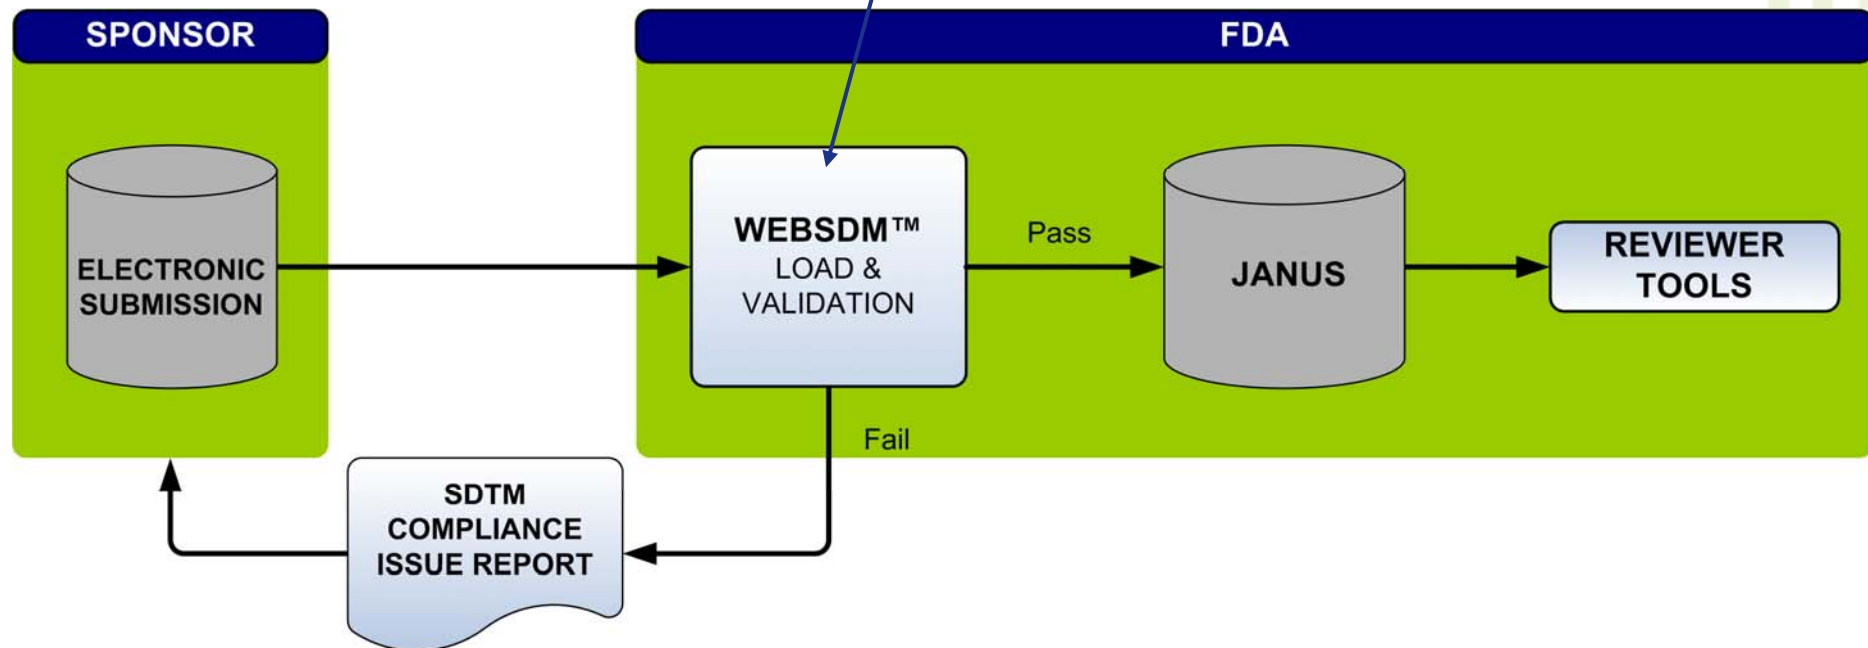 SPONSOR
FDA
ELECTRONIC
SUBMISSION
WEBSDM™
LOAD &
VALIDATION
Pass
JANUS
REVIEWER
TOOLS
Fail
SDTM
COMPLIANCE
ISSUE REPORT